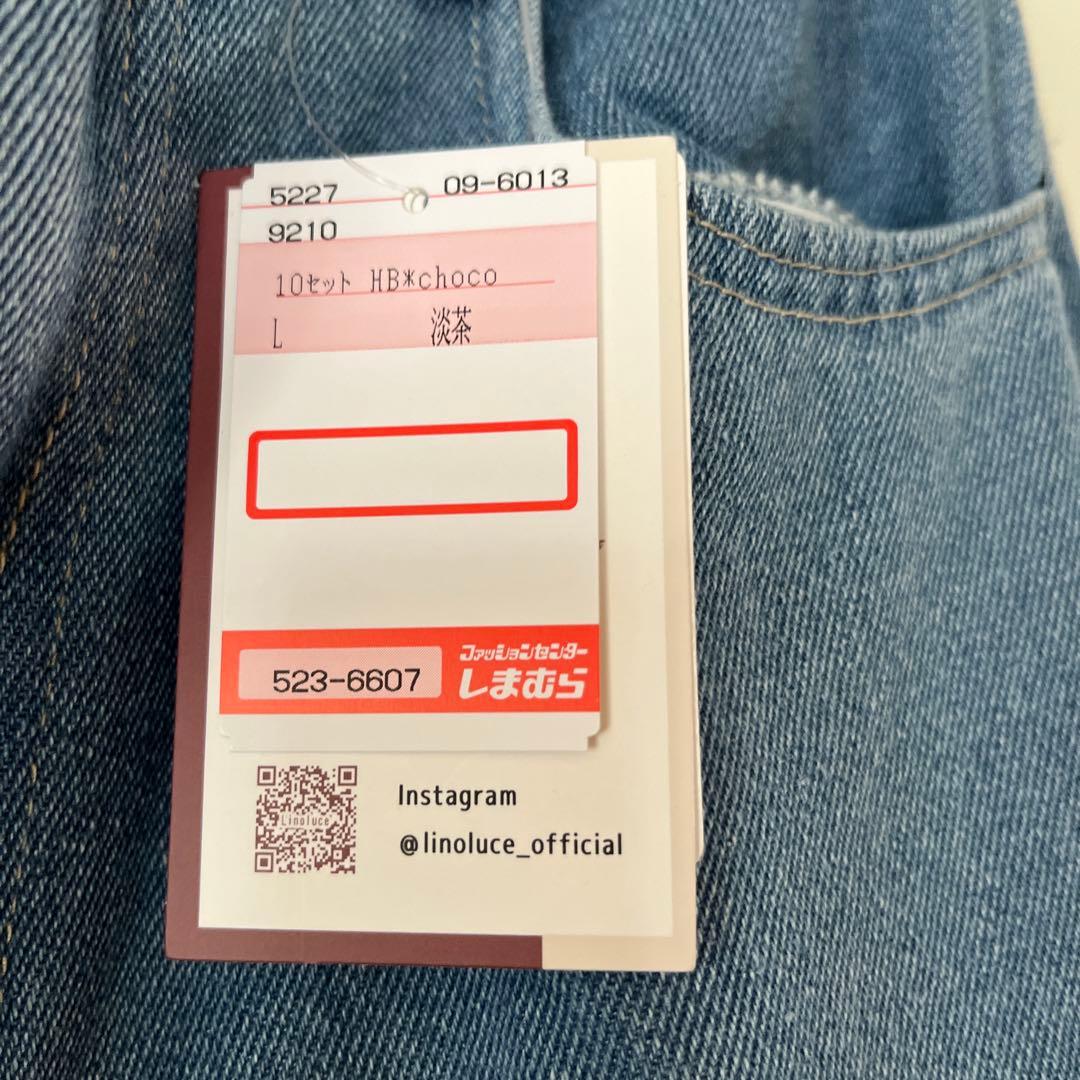 5227 09-6013
9210
10セット HB*choco
L 淡茶
523-6607
ファッションセンター
しまむら
Linoluce
Instagram
@linoluce_official